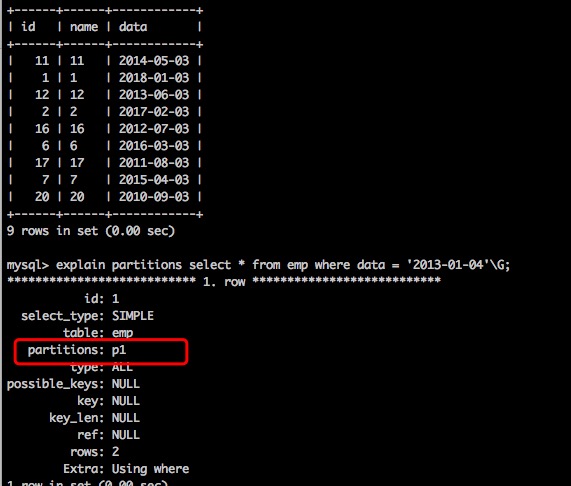 +------+------+------------+
| id   | name | data       |
+------+------+------------+
|   11 | 11   | 2014-05-03 |
|    1 | 1    | 2018-01-03 |
|   12 | 12   | 2013-06-03 |
|    2 | 2    | 2017-02-03 |
|   16 | 16   | 2012-07-03 |
|    6 | 6    | 2016-03-03 |
|   17 | 17   | 2011-08-03 |
|    7 | 7    | 2015-04-03 |
|   20 | 20   | 2010-09-03 |
+------+------+------------+
9 rows in set (0.00 sec)
mysql> explain partitions select * from emp where data = '2013-01-04'\G;
*************************** 1. row ***************************
id: 1
select_type: SIMPLE
table: emp
partitions: p1
type: ALL
possible_keys: NULL
key: NULL
key_len: NULL
ref: NULL
rows: 2
Extra: Using where
1 row in set (0.00 sec)